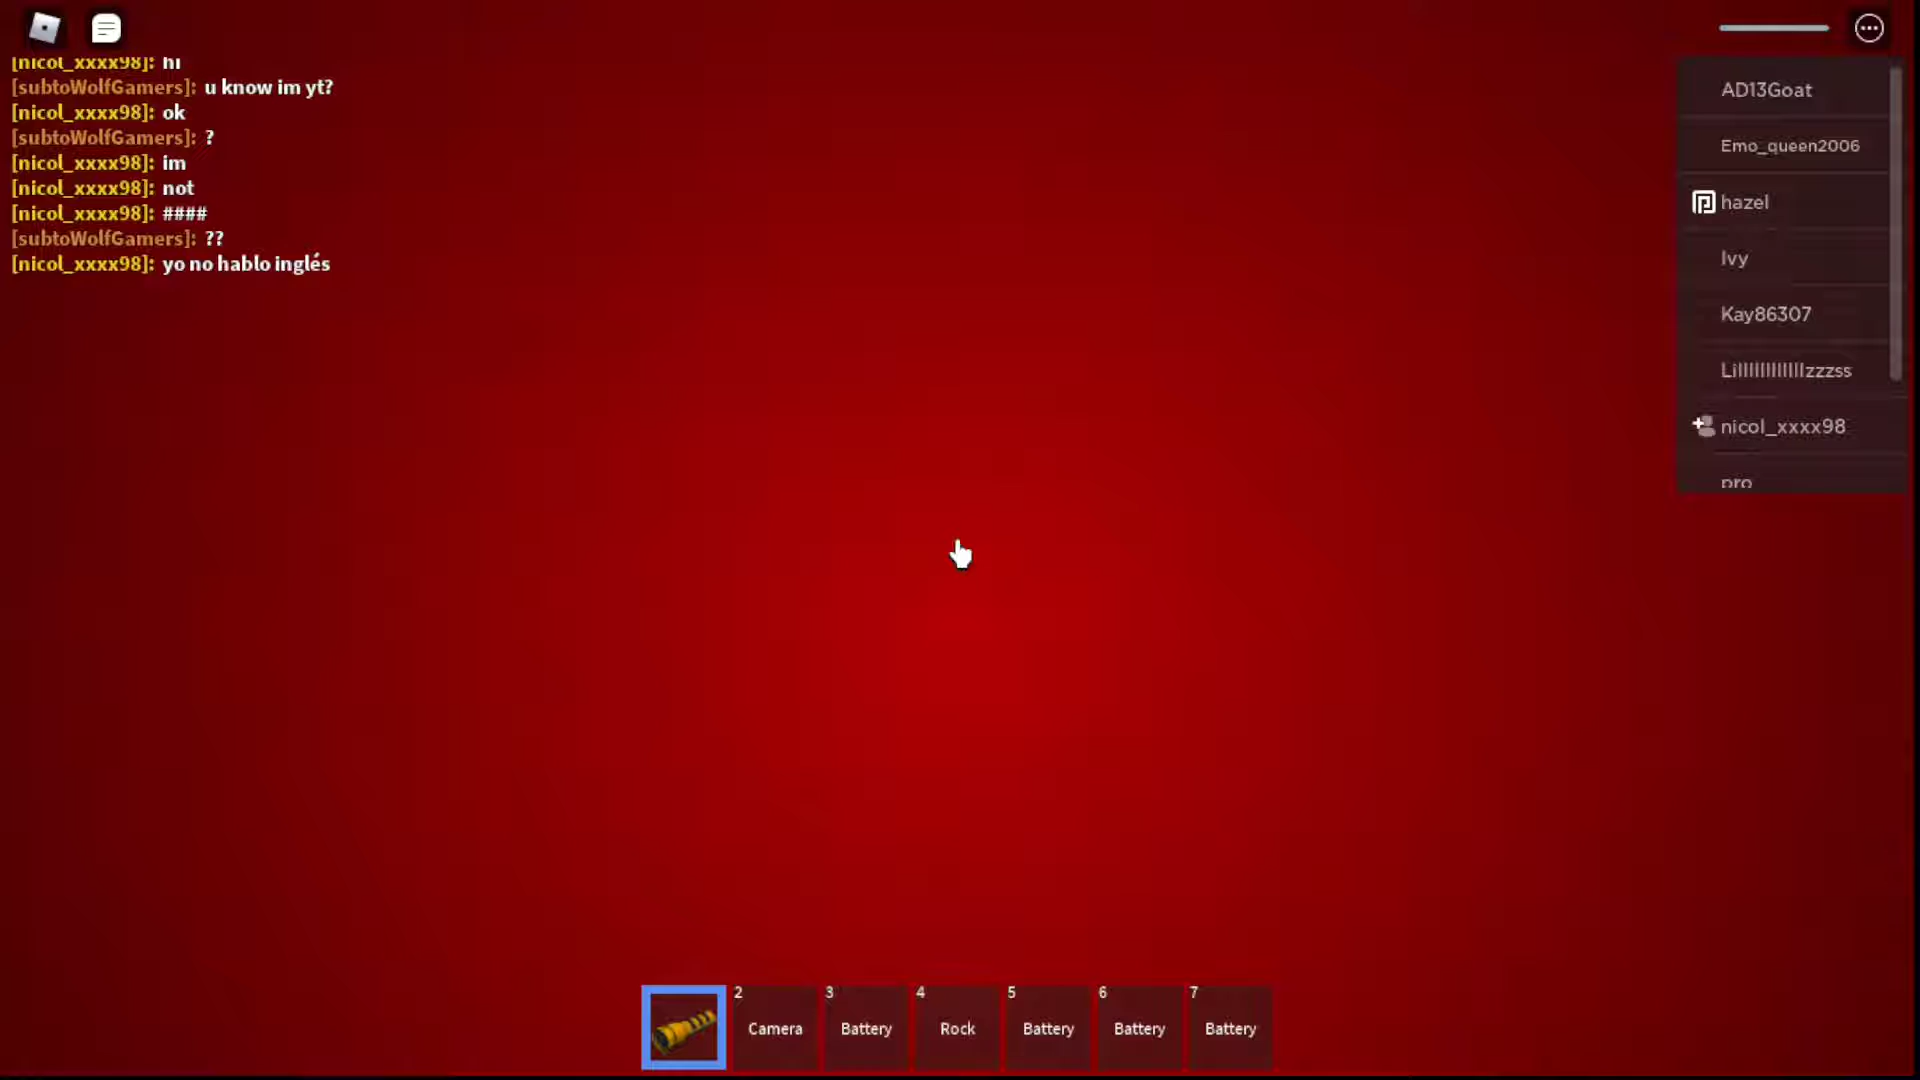 [nicol_xxxx98]: hi
[subtoWolfGamers]: u know im yt?
[nicol_xxxx98]: ok
[subtoWolfGamers]: ?
[nicol_xxxx98]: im
[nicol_xxxx98]: not
[nicol_xxxx98]: ####
[subtoWolfGamers]: ??
[nicol_xxxx98]: yo no hablo inglés
AD13Goat
Emo_queen2006
hazel
Ivy
Kay86307
nicol_xxxx98
pro
2 3 4 5 6 7
Camera Battery Rock Battery Battery Battery